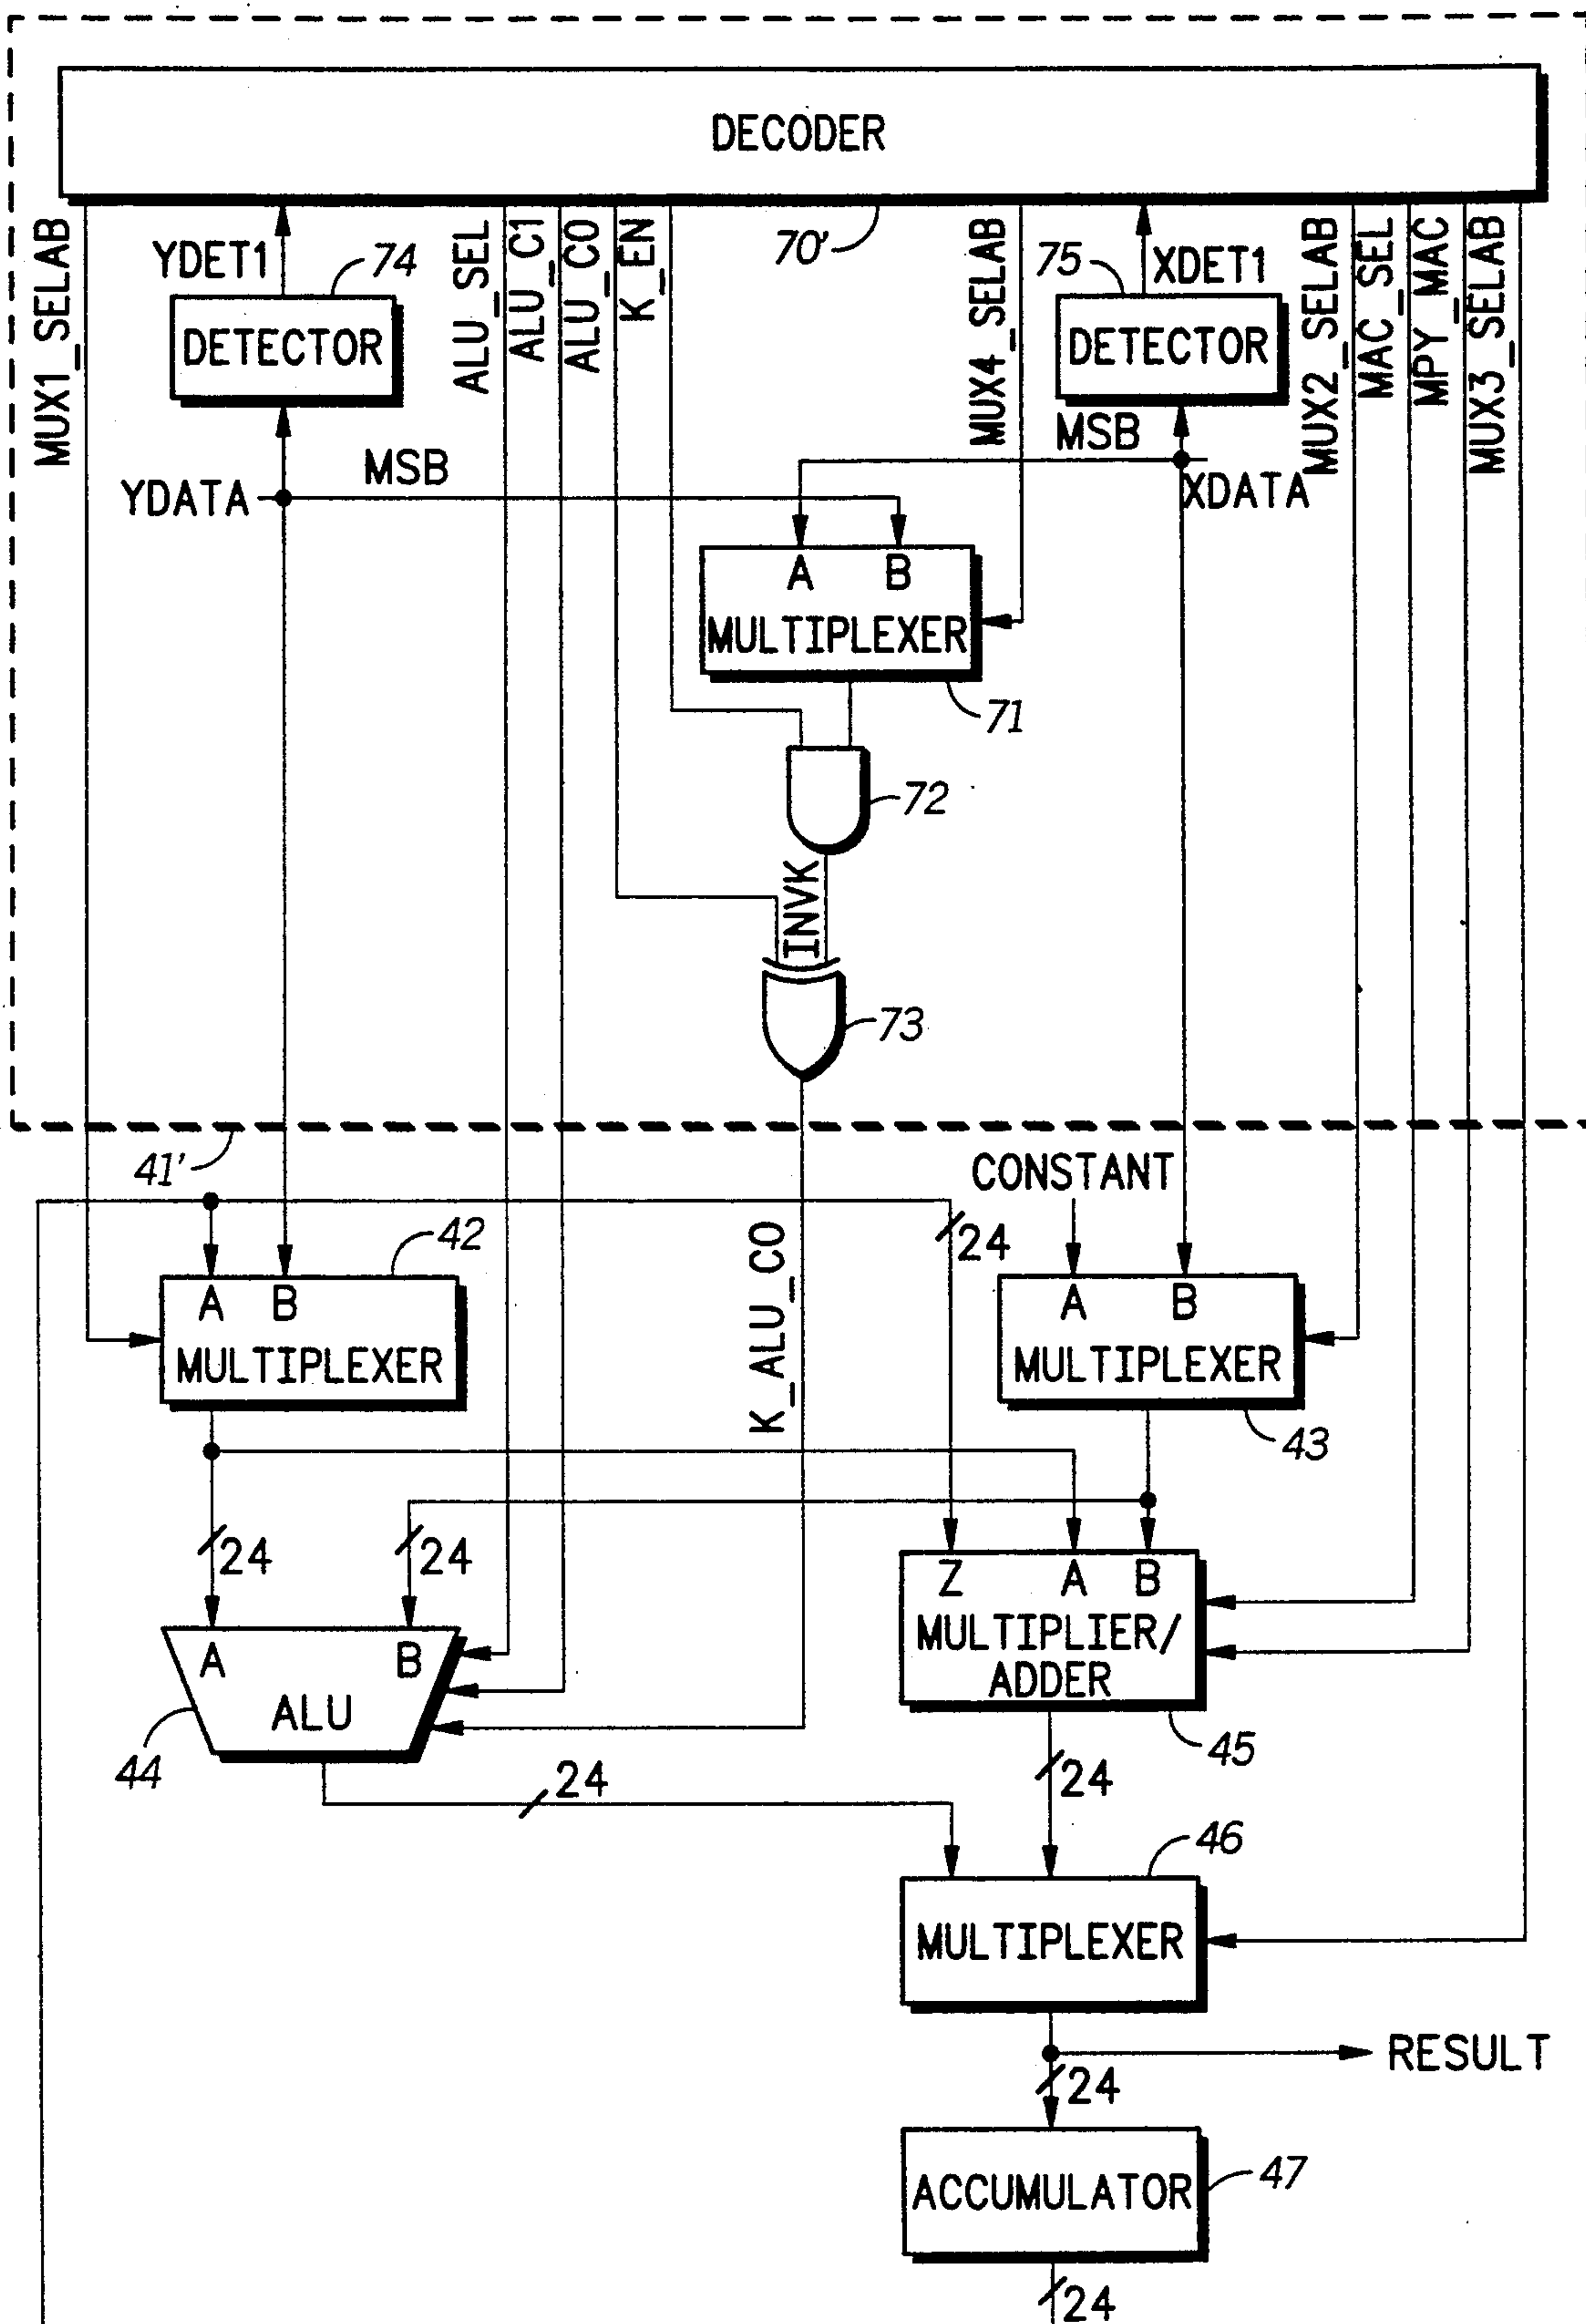 DECODER
MUX1_SELAB
YDET1
74
ALU_SEL
ALU_C1
ALU_C0
K_EN
70'
MUX4_SELAB
75
XDET1
MUX2_SELAB
MAC_SEL
MPY_MAC
MUX3_SELAB
DETECTOR
DETECTOR
MSB
MSB
YDATA
XDATA
A B
MULTIPLEXER
71
72
INVK
73
41'
CONSTANT
42
24
K_ALU_C0
A B
MULTIPLEXER
A B
MULTIPLEXER
43
24
24
Z A B
MULTIPLIER/
ADDER
A B
ALU
44
45
24
24
46
MULTIPLEXER
RESULT
24
ACCUMULATOR
47
24